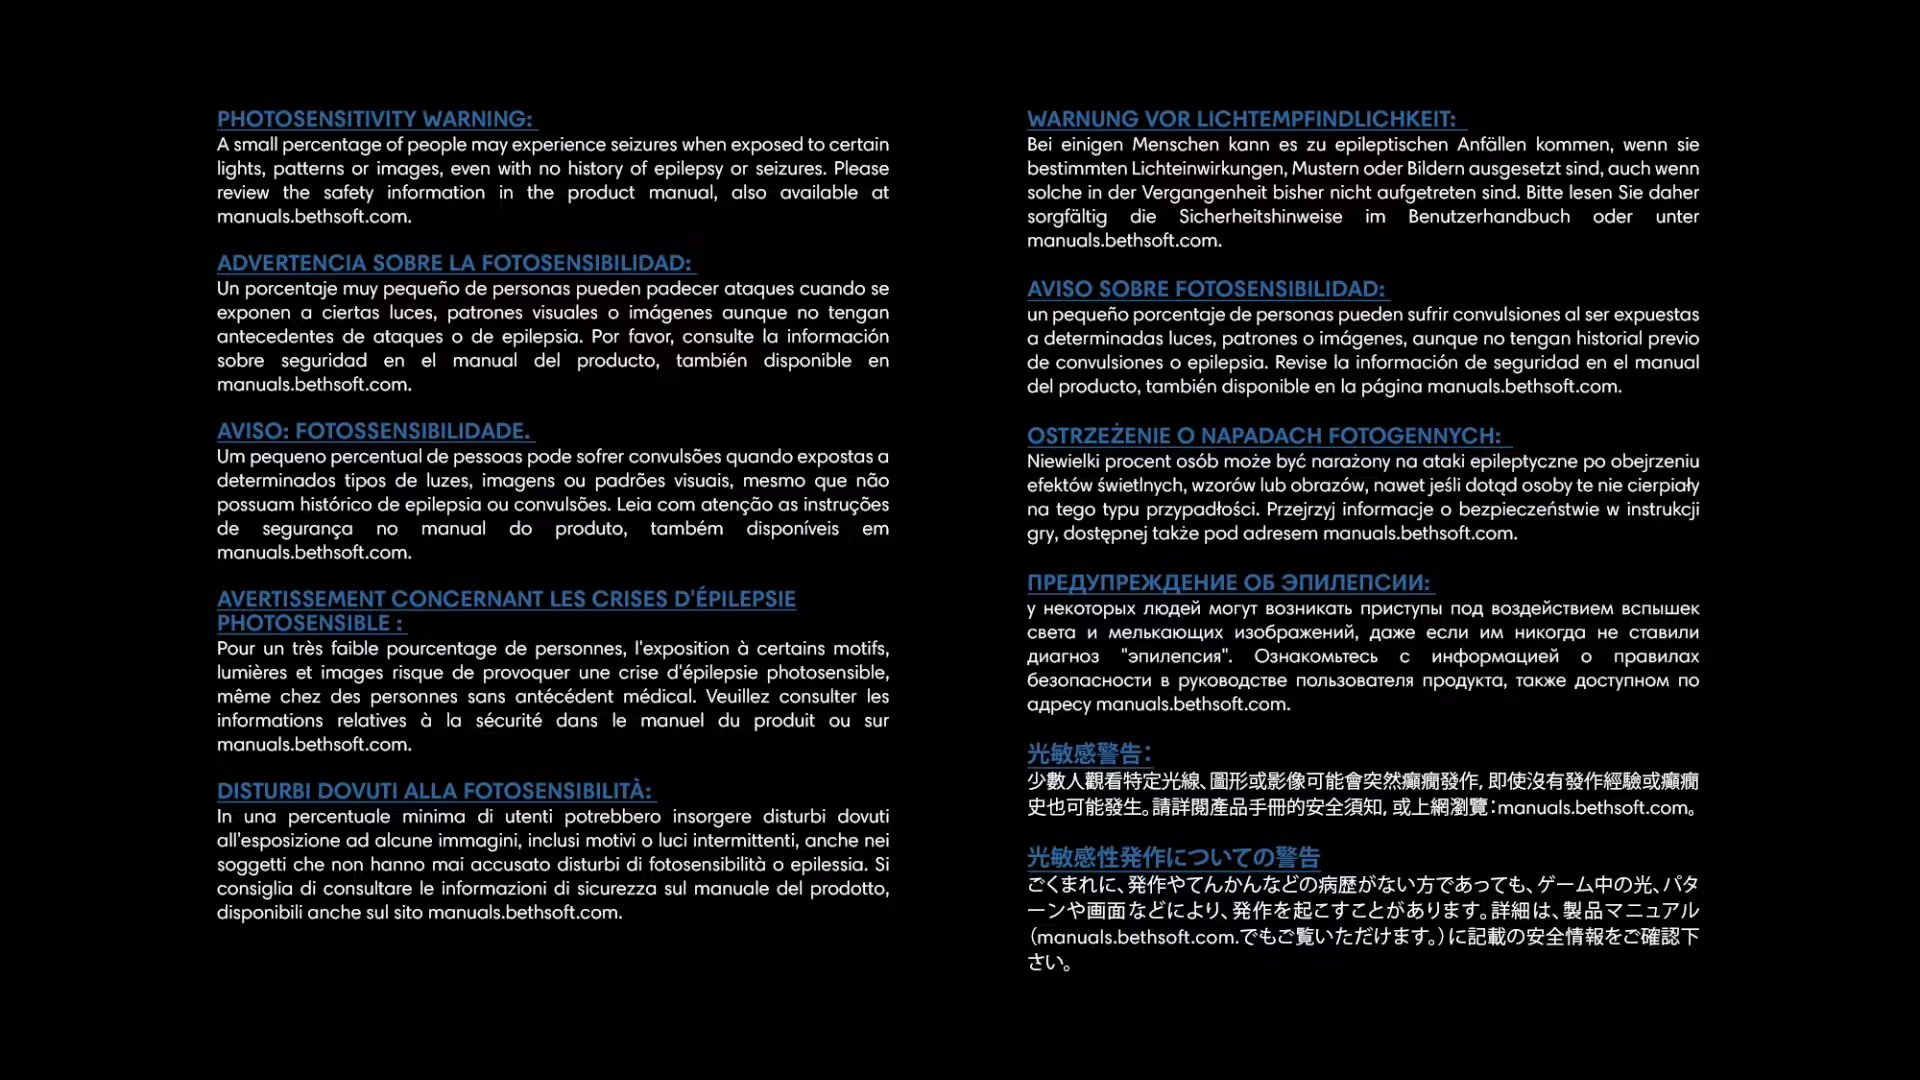 PHOTOSENSITIVITY WARNING:
A small percentage of people may experience seizures when exposed to certain
lights, patterns or images, even with no history of epilepsy or seizures. Please
review the safety information in the product manual, also available at
manuals.bethsoft.com.
ADVERTENCIA SOBRE LA FOTOSENSIBILIDAD:
Un porcentaje muy pequeño de personas pueden padecer ataques cuando se
exponen a ciertas luces, patrones visuales o imágenes aunque no tengan
antecedentes de ataques o de epilepsia. Por favor, consulte la información
sobre seguridad en el manual del producto, también disponible en
manuals.bethsoft.com.
AVISO: FOTOSSENSIBILIDADE.
Um pequeno percentual de pessoas pode sofrer convulsões quando expostas a
determinados tipos de luzes, imagens ou padrões visuais, mesmo que não
possuam histórico de epilepsia ou convulsões. Leia com atenção as instruções
de segurança no manual do produto, também disponíveis em
manuals.bethsoft.com.
AVERTISSEMENT CONCERNANT LES CRISES D'ÉPILEPSIE
PHOTOSENSIBLE :
Pour un très faible pourcentage de personnes, l'exposition à certains motifs,
lumières et images risque de provoquer une crise d'épilepsie photosensible,
même chez des personnes sans antécédent médical. Veuillez consulter les
informations relatives à la sécurité dans le manuel du produit ou sur
manuals.bethsoft.com.
DISTURBI DOVUTI ALLA FOTOSENSIBILITÀ:
In una percentuale minima di utenti potrebbero insorgere disturbi dovuti
all'esposizione ad alcune immagini, inclusi motivi o luci intermittenti, anche nei
soggetti che non hanno mai accusato disturbi di fotosensibilità o epilessia. Si
consiglia di consultare le informazioni di sicurezza sul manuale del prodotto,
disponibili anche sul sito manuals.bethsoft.com.
WARNUNG VOR LICHTEMPFINDLICHKEIT:
Bei einigen Menschen kann es zu epileptischen Anfällen kommen, wenn sie
bestimmten Lichteinwirkungen, Mustern oder Bildern ausgesetzt sind, auch wenn
solche in der Vergangenheit bisher nicht aufgetreten sind. Bitte lesen Sie daher
sorgfältig die Sicherheitshinweise im Benutzerhandbuch oder unter
manuals.bethsoft.com.
AVISO SOBRE FOTOSENSIBILIDAD:
un pequeño porcentaje de personas pueden sufrir convulsiones al ser expuestas
a determinadas luces, patrones o imágenes, aunque no tengan historial previo
de convulsiones o epilepsia. Revise la información de seguridad en el manual
del producto, también disponible en la página manuals.bethsoft.com.
OSTRZEŻENIE O NAPADACH FOTOGENNYCH:
Niewielki procent osób może być narażony na ataki epileptyczne po obejrzeniu
efektów świetlnych, wzorów lub obrazów, nawet jeśli dotąd osoby te nie cierpiały
na tego typu przypadłości. Przejrzyj informacje o bezpieczeństwie w instrukcji
gry, dostępnej także pod adresem manuals.bethsoft.com.
ПРЕДУПРЕЖДЕНИЕ ОБ ЭПИЛЕПСИИ:
у некоторых людей могут возникать приступы под воздействием вспышек
света и мелькающих изображений, даже если им никогда не ставили
диагноз "эпилепсия". Ознакомьтесь с информацией о правилах
безопасности в руководстве пользователя продукта, также доступном по
адресу manuals.bethsoft.com.
光敏感警告：
少數人觀看特定光線、圖形或影像可能會突然癲癇發作，即使沒有發作經驗或癲癇
史也可能發生。請詳閱產品手冊的安全須知，或上網瀏覽：manuals.bethsoft.com。
光敏感性発作についての警告
ごくまれに、発作やてんかんなどの病歴がない方であっても、ゲーム中の光、パタ
ーンや画面などにより、発作を起こすことがあります。詳細は、製品マニュアル
（manuals.bethsoft.com.でもご覧いただけます。）に記載の安全情報をご確認下
さい。